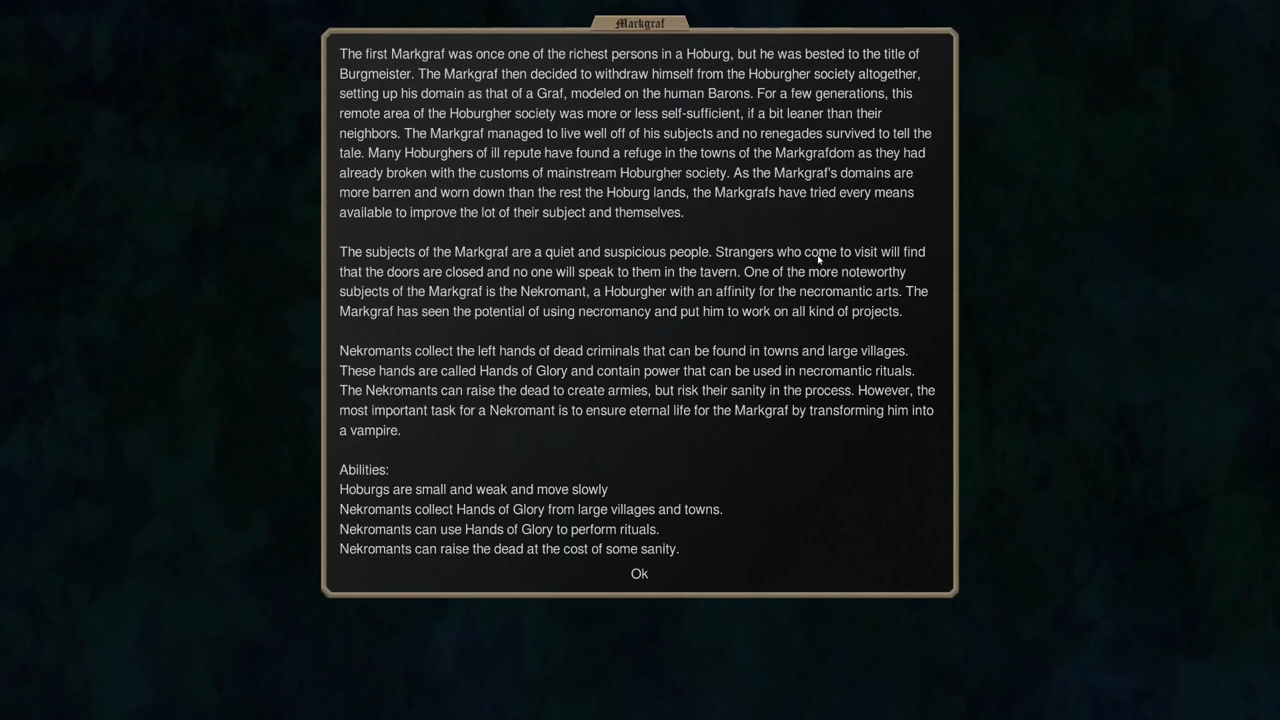 Markgraf
The first Markgraf was once one of the richest persons in a Hoburg, but he was bested to the title of
Burgmeister. The Markgraf then decided to withdraw himself from the Hoburgher society altogether,
setting up his domain as that of a Graf, modeled on the human Barons. For a few generations, this
remote area of the Hoburgher society was more or less self-sufficient, if a bit leaner than their
neighbors. The Markgraf managed to live well off of his subjects and no renegades survived to tell the
tale. Many Hoburghers of ill repute have found a refuge in the towns of the Markgrafdom as they had
already broken with the customs of mainstream Hoburgher society. As the Markgraf's domains are
more barren and worn down than the rest the Hoburg lands, the Markgrafs have tried every means
available to improve the lot of their subject and themselves.
The subjects of the Markgraf are a quiet and suspicious people. Strangers who come to visit will find
that the doors are closed and no one will speak to them in the tavern. One of the more noteworthy
subjects of the Markgraf is the Nekromant, a Hoburgher with an affinity for the necromantic arts. The
Markgraf has seen the potential of using necromancy and put him to work on all kind of projects.
Nekromants collect the left hands of dead criminals that can be found in towns and large villages.
These hands are called Hands of Glory and contain power that can be used in necromantic rituals.
The Nekromants can raise the dead to create armies, but risk their sanity in the process. However, the
most important task for a Nekromant is to ensure eternal life for the Markgraf by transforming him into
a vampire.
Abilities:
Hoburgs are small and weak and move slowly
Nekromants collect Hands of Glory from large villages and towns.
Nekromants can use Hands of Glory to perform rituals.
Nekromants can raise the dead at the cost of some sanity.
Ok